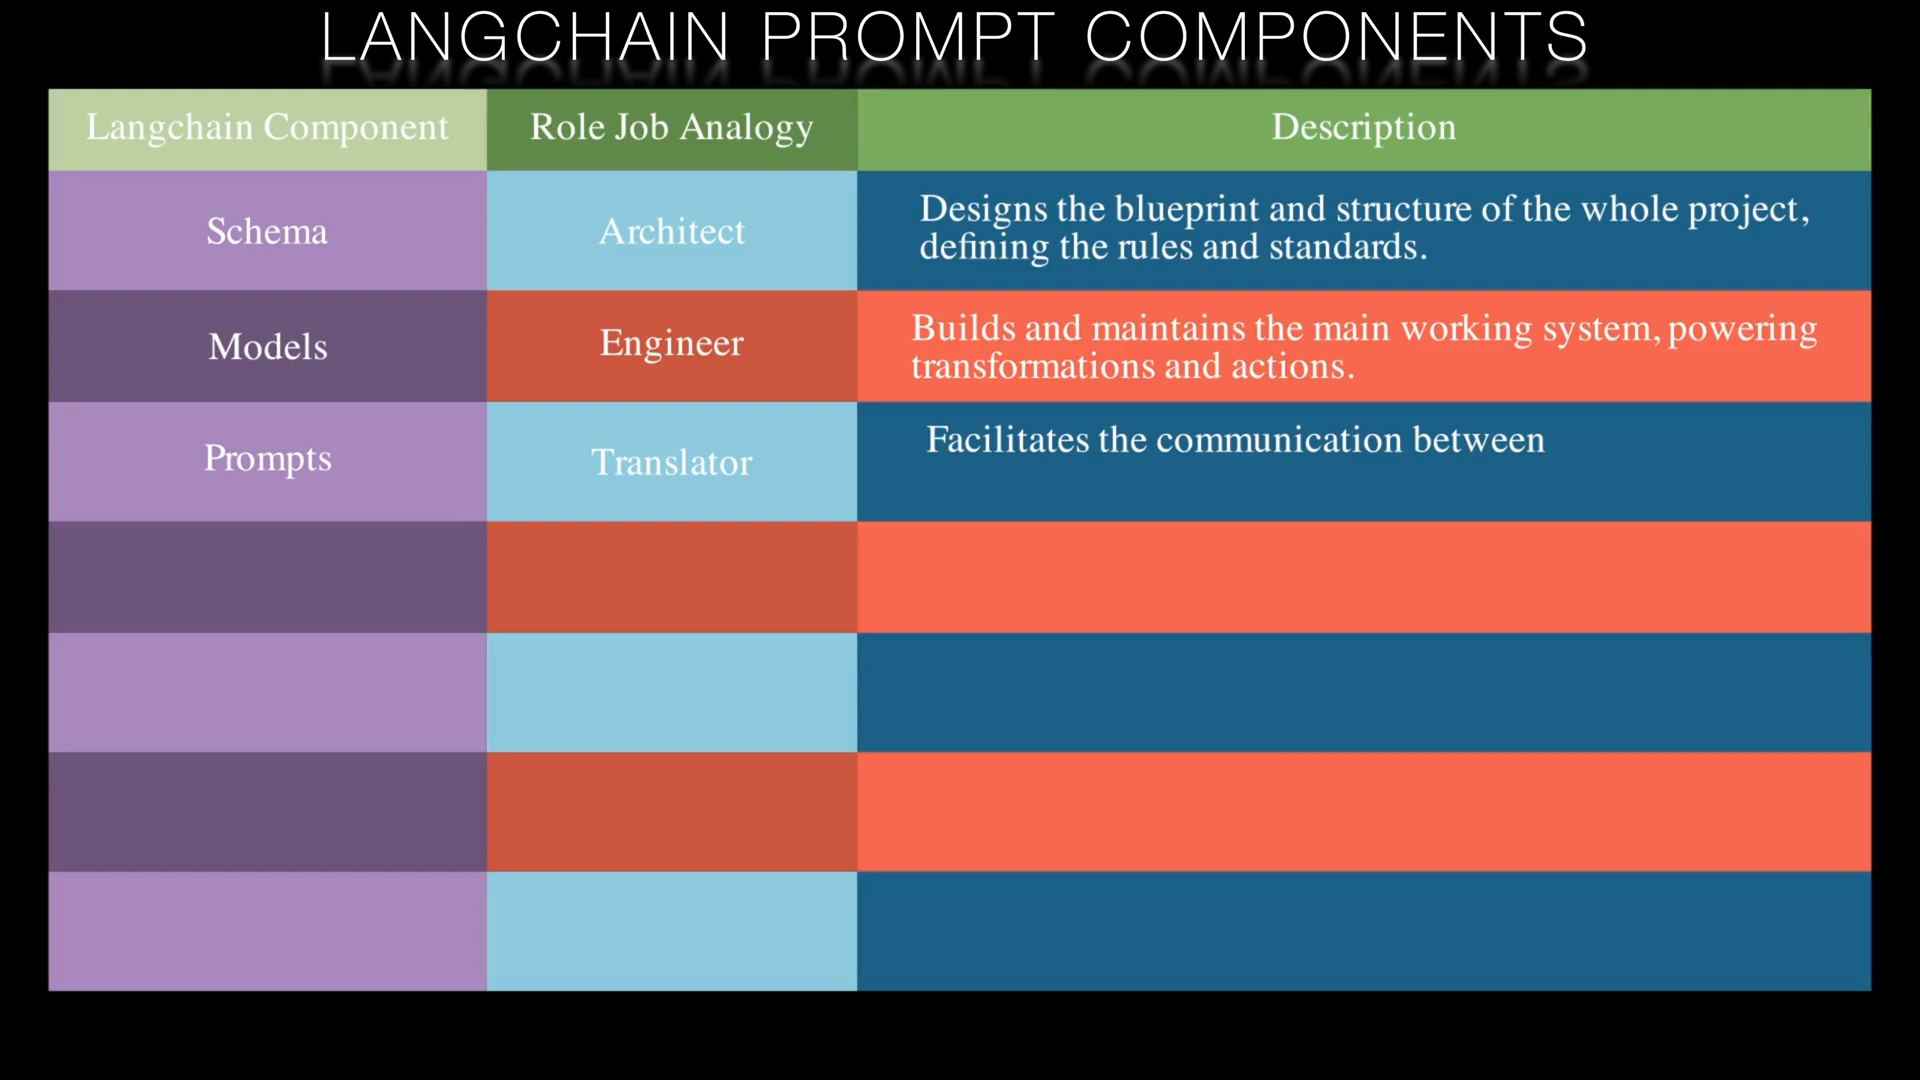 LANGCHAIN PROMPT COMPONENTS
Langchain Component Role Job Analogy Description
Schema Architect Designs the blueprint and structure of the whole project,
defining the rules and standards.
Models Engineer Builds and maintains the main working system, powering
transformations and actions.
Prompts Translator Facilitates the communication between